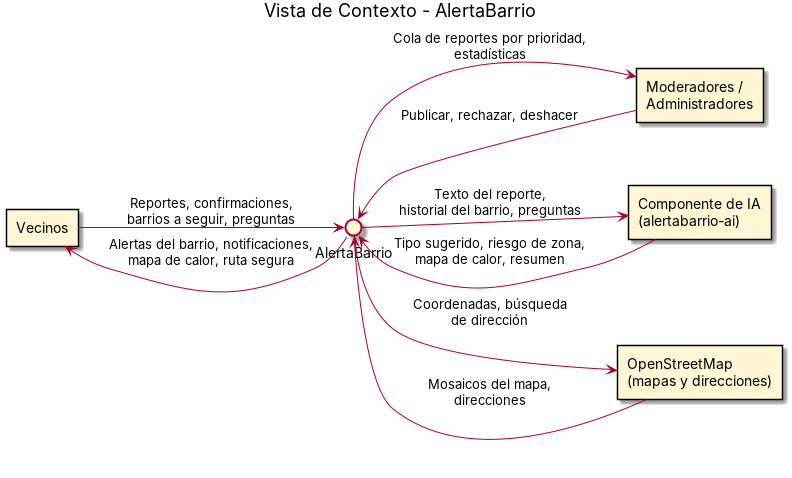 Vista de Contexto - AlertaBarrio
Cola de reportes por prioridad,
estadísticas
Moderadores /
Administradores
Publicar, rechazar, deshacer
Reportes, confirmaciones,
barrios a seguir, preguntas
Vecinos
Alertas del barrio, notificaciones,
mapa de calor, ruta segura
AlertaBarrio
Texto del reporte,
historial del barrio, preguntas
Componente de IA
(alertabarrio-ai)
Tipo sugerido, riesgo de zona,
mapa de calor, resumen
Coordenadas, búsqueda
de dirección
OpenStreetMap
(mapas y direcciones)
Mosaicos del mapa,
direcciones